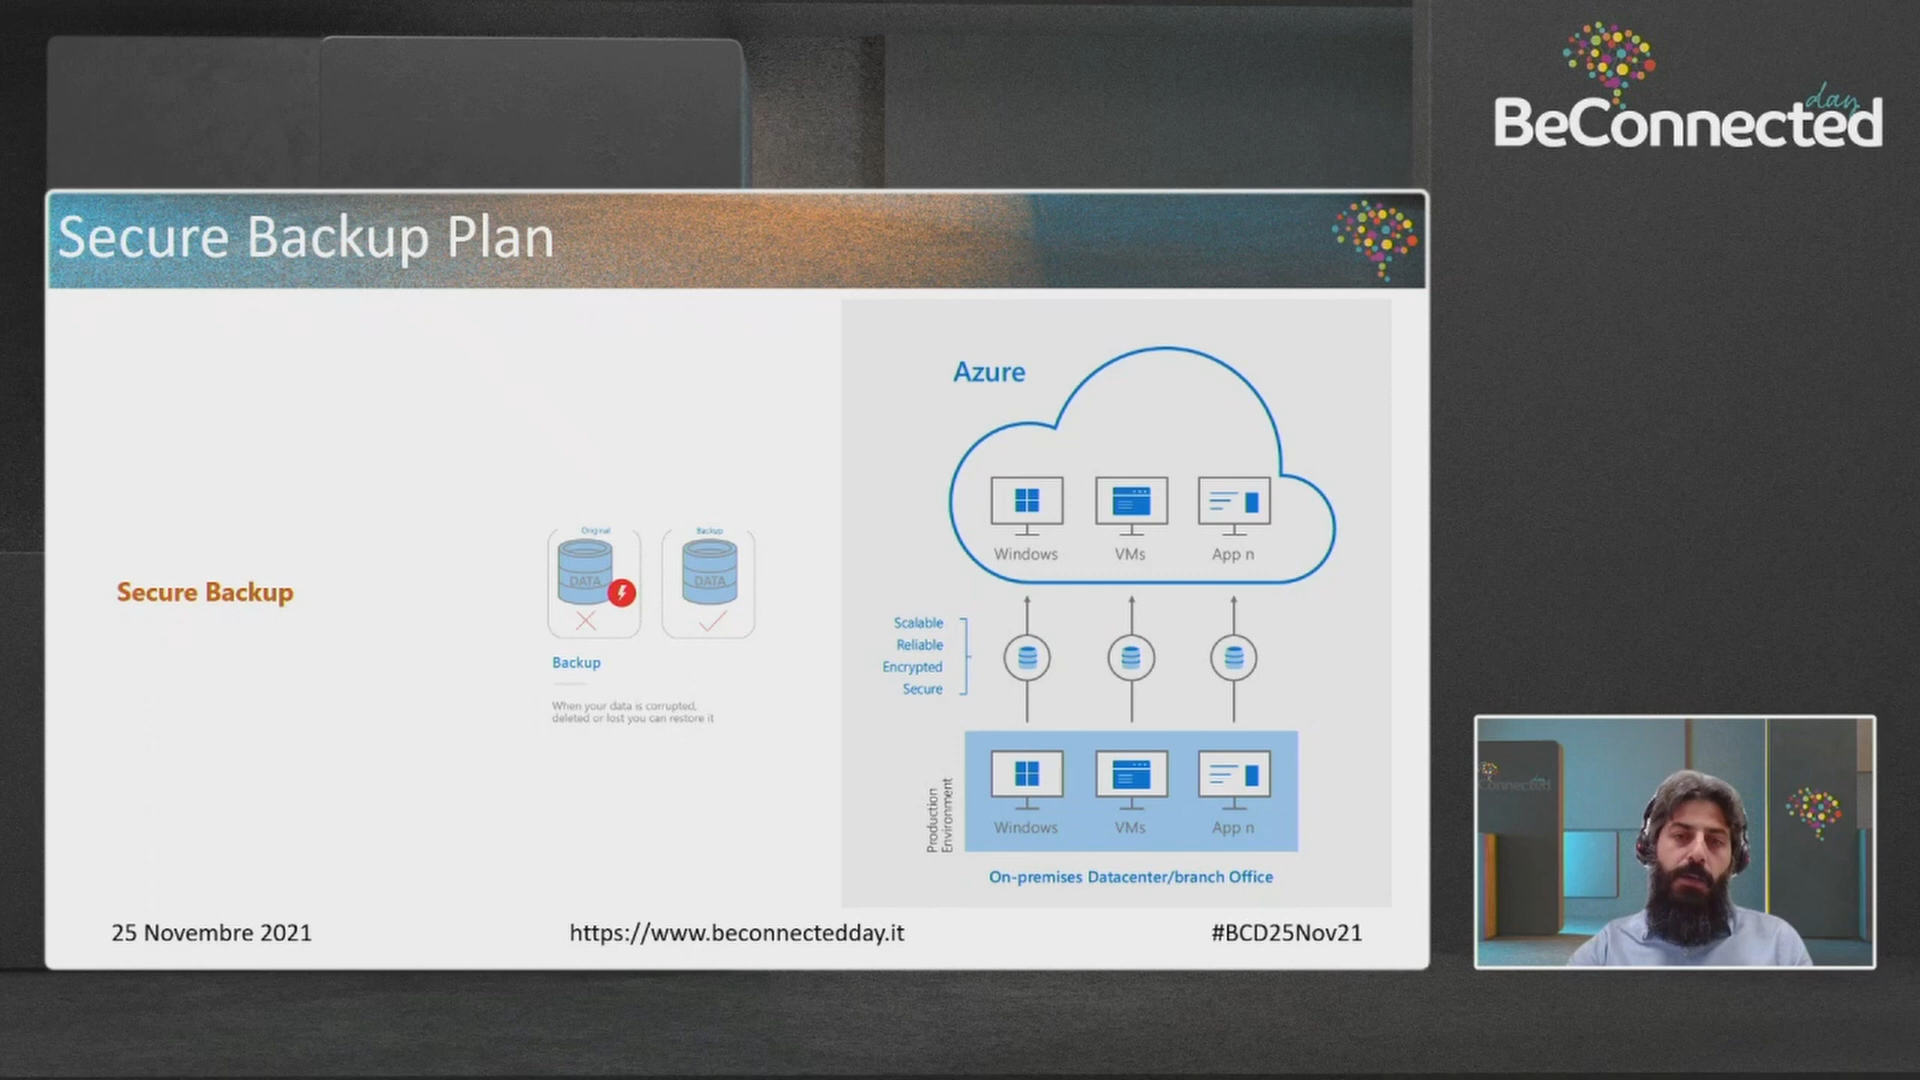 day
BeConnected
Secure Backup Plan
Azure
Windows
VMs
App n
Original
Backup
DATA
DATA
Secure Backup
Backup
When your data is corrupted,
deleted or lost you can restore it
Scalable
Reliable
Encrypted
Secure
Production
Environment
Windows
VMs
App n
On-premises Datacenter/branch Office
25 Novembre 2021
https://www.beconnectedday.it
#BCD25Nov21
day
Connected